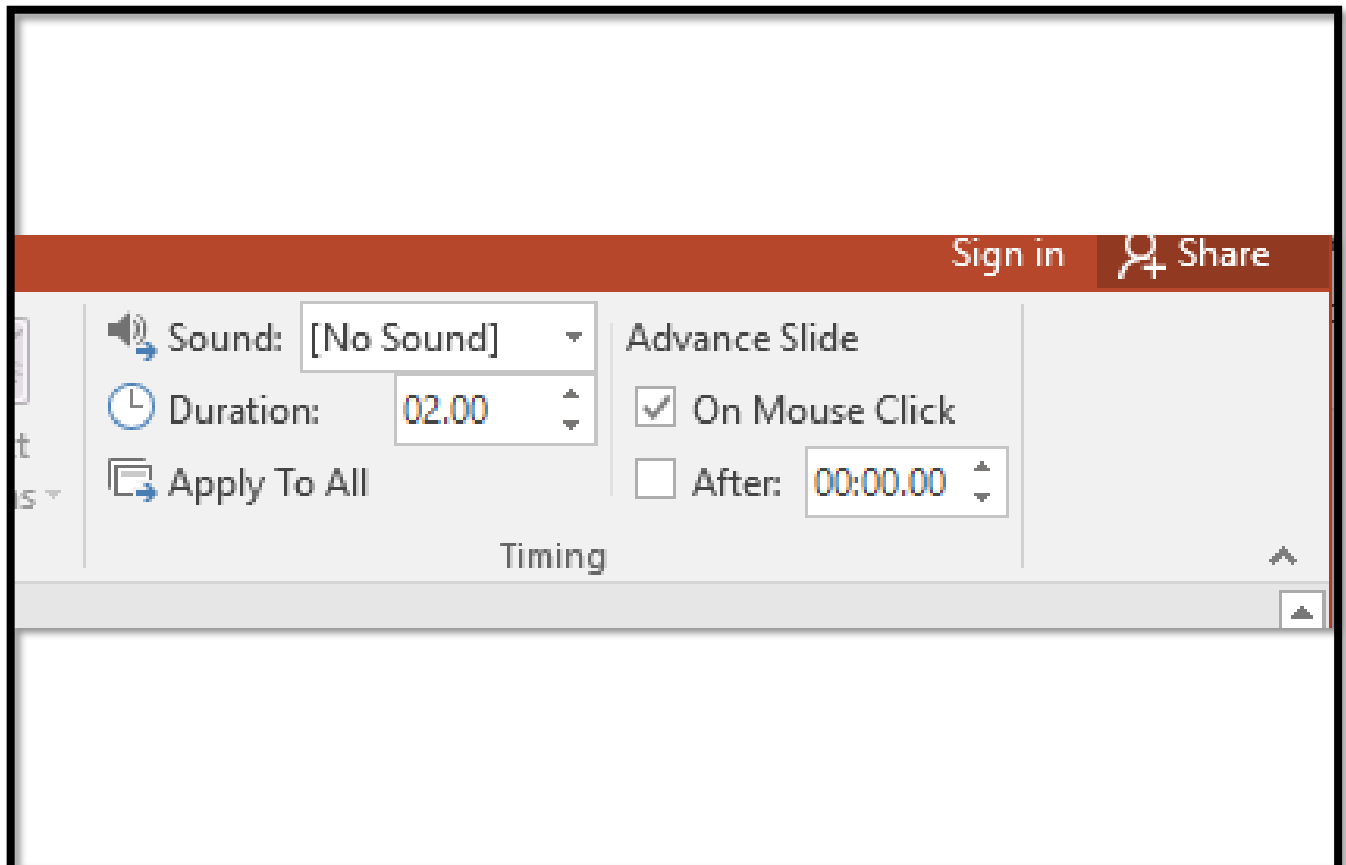 Sign in Share
Sound: [No Sound] Advance Slide
Duration: 02.00 On Mouse Click
t
Apply To All After: 00:00.00
ns
Timing